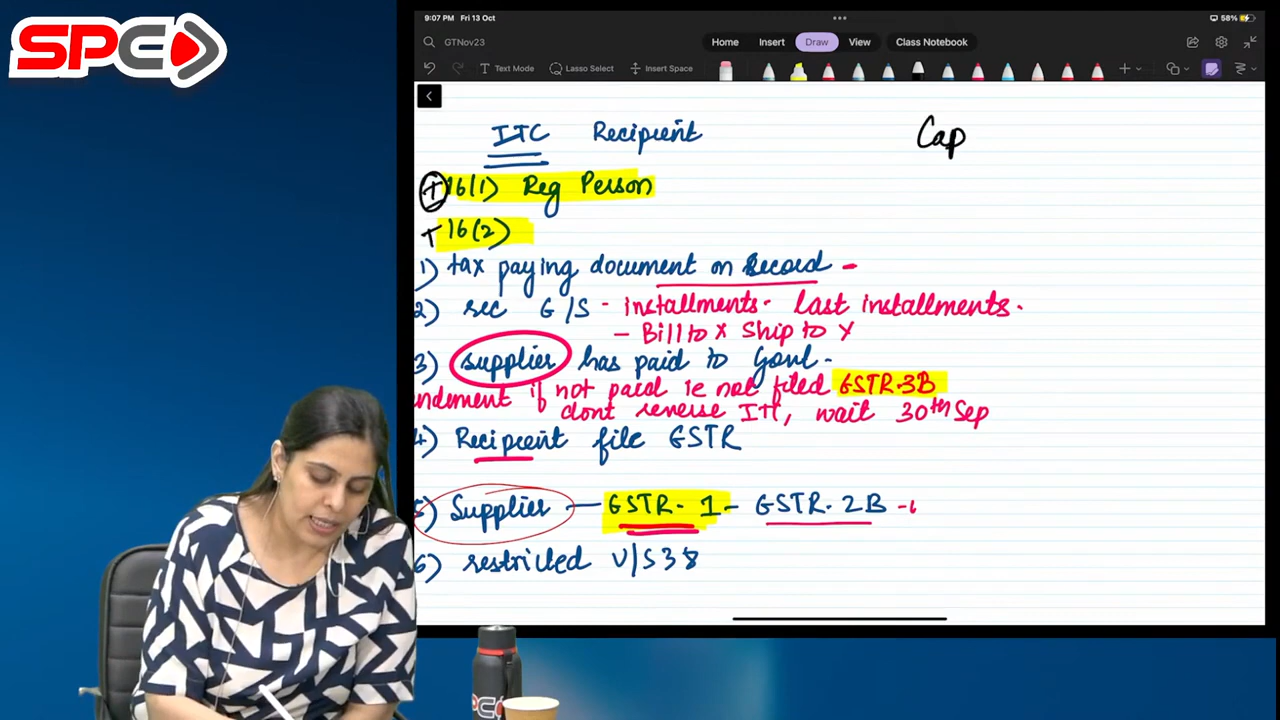 SPC
9:07 PM Fri 13 Oct
58%
GTNov23
Home Insert Draw View Class Notebook
Text Mode Lasso Select Insert Space
ITC Recipient
Cap
+ 16(1) Reg Person
+ 16(2)
1) tax paying document on Record -
2) rec G/S - installments - last installments.
- Bill to X Ship to Y
3) supplier has paid to Govt -
endment if not paid ie not filed GSTR-3B
dont reverse ITC, wait 30th Sep
4) Recipient file GSTR
5) Supplier - GSTR-1 - GSTR-2B -
6) restricted U/S 38
SPC